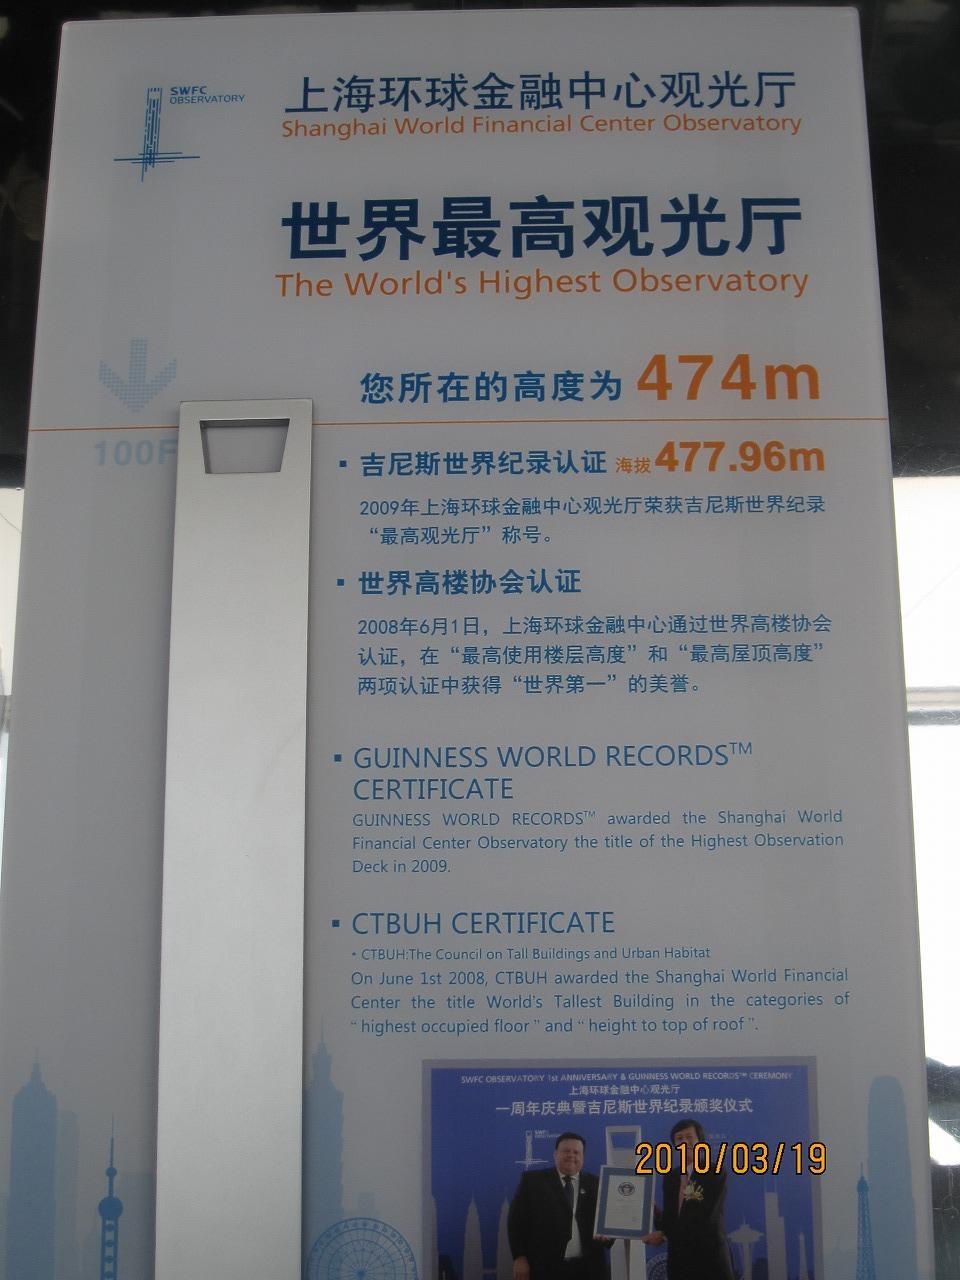 SWFC
OBSERVATORY
上海环球金融中心观光厅
Shanghai World Financial Center Observatory
世界最高观光厅
The World's Highest Observatory
您所在的高度为 474m
100F
▪ 吉尼斯世界纪录认证 海拔477.96m
2009年上海环球金融中心观光厅荣获吉尼斯世界纪录
“最高观光厅”称号。
▪ 世界高楼协会认证
2008年6月1日，上海环球金融中心通过世界高楼协会
认证，在“最高使用楼层高度”和“最高屋顶高度”
两项认证中获得“世界第一”的美誉。
▪ GUINNESS WORLD RECORDS™
CERTIFICATE
GUINNESS WORLD RECORDS™ awarded the Shanghai World
Financial Center Observatory the title of the Highest Observation
Deck in 2009.
▪ CTBUH CERTIFICATE
* CTBUH:The Council on Tall Buildings and Urban Habitat
On June 1st 2008, CTBUH awarded the Shanghai World Financial
Center the title World's Tallest Building in the categories of
“highest occupied floor” and “height to top of roof”.
SWFC OBSERVATORY 1st ANNIVERSARY & GUINNESS WORLD RECORDS™ CEREMONY
上海环球金融中心观光厅
一周年庆典暨吉尼斯世界纪录颁奖仪式
2010/03/19